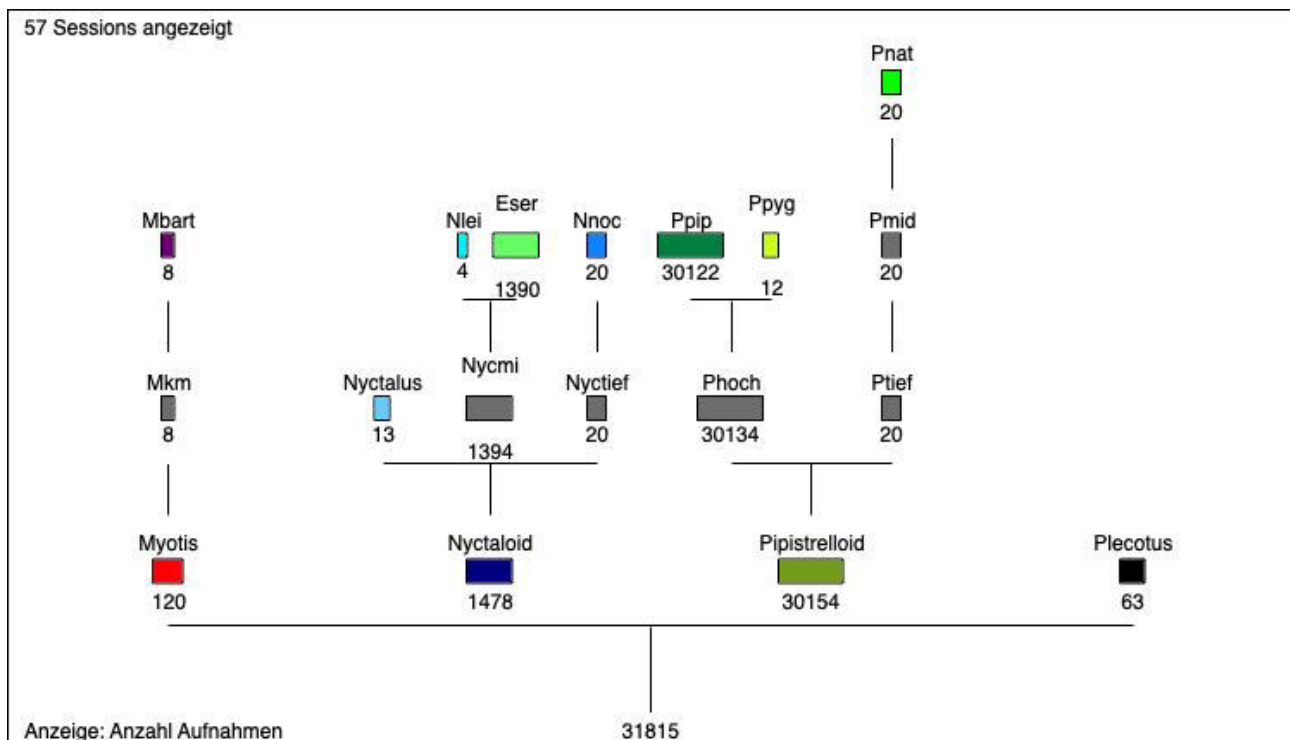 57 Sessions angezeigt
Pnat
20
Mbart
8
Nlei
4
Eser
1390
Nnoc
20
Ppip
30122
Ppyg
12
Pmid
20
Mkm
8
Nyctalus
13
Nycmi
1394
Nyctief
20
Phoch
30134
Ptief
20
Myotis
120
Nyctaloid
1478
Pipistrelloid
30154
Plecotus
63
Anzeige: Anzahl Aufnahmen
31815